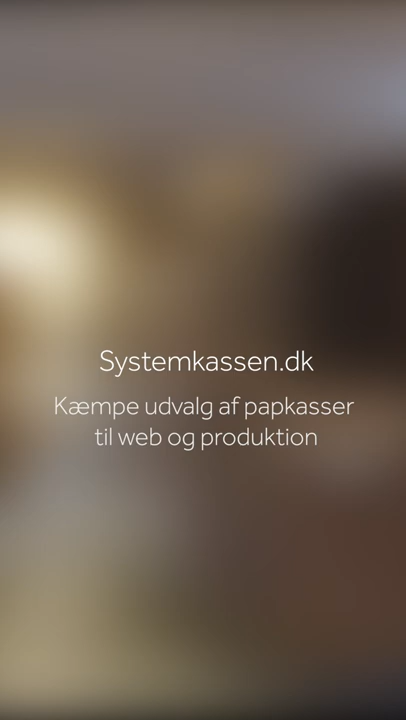 Systemkassen.dk
Kæmpe udvalg af papkasser
til web og produktion